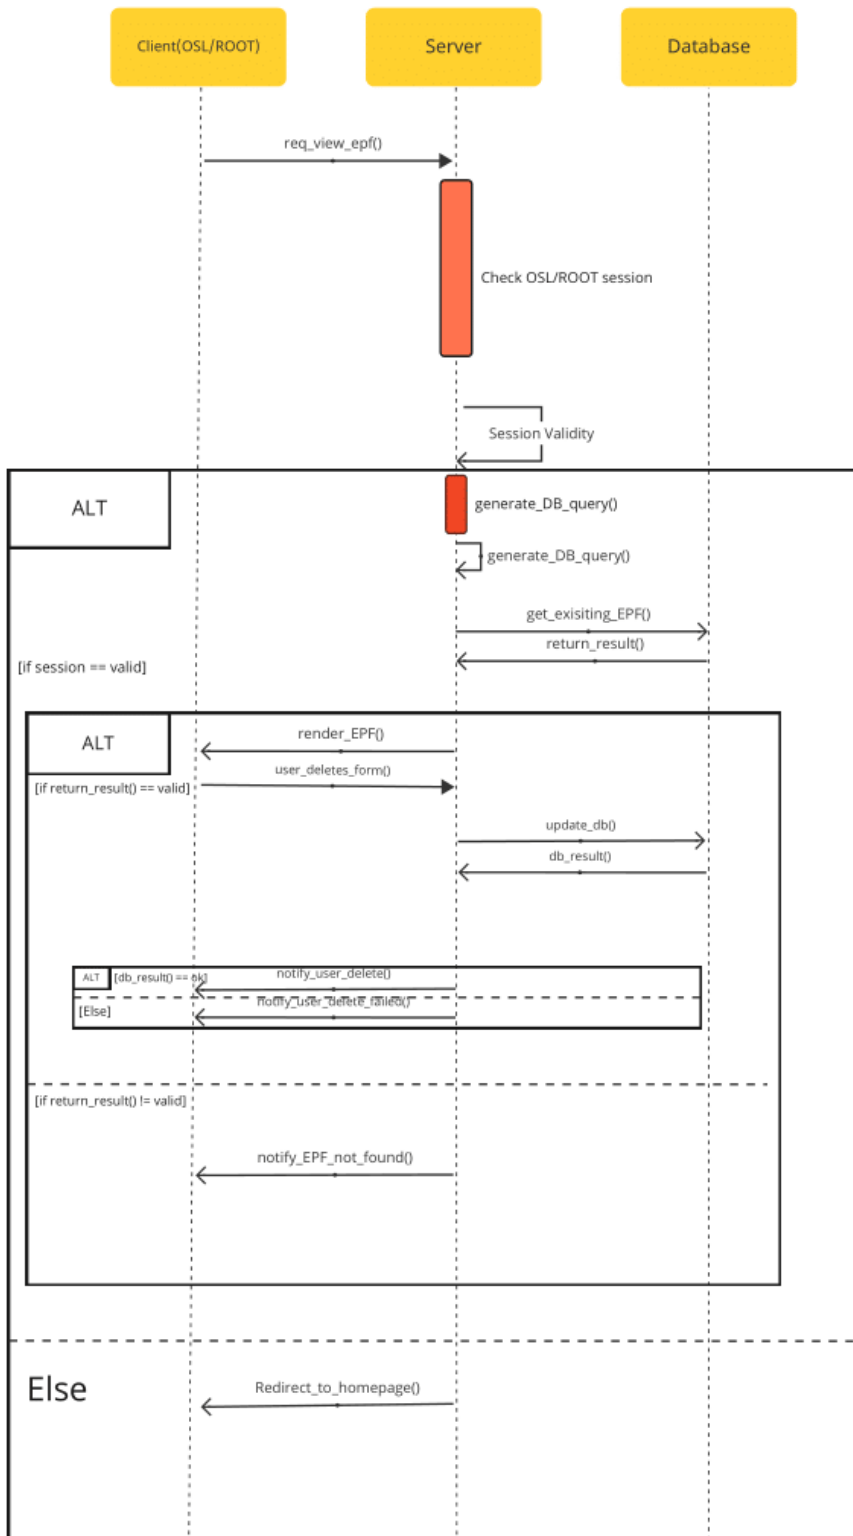 Client(OSL/ROOT)
Server
Database
req_view_epf()
Check OSL/ROOT session
Session Validity
ALT
generate_DB_query()
generate_DB_query()
get_exisiting_EPF()
return_result()
[if session == valid]
ALT
render_EPF()
user_deletes_form()
[if return_result() == valid]
update_db()
db_result()
ALT
[db_result() == ok]
notify_user_delete()
notify_user_delete_failed()
[Else]
[if return_result() != valid]
notify_EPF_not_found()
Else
Redirect_to_homepage()